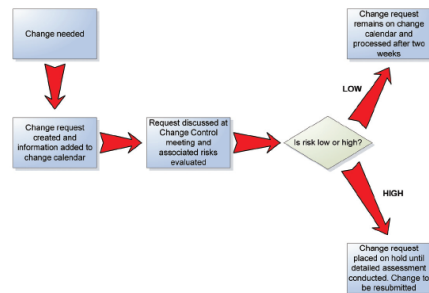 Change needed
Change request
remains on change
calendar and
processed after two
weeks
LOW
Change request
created and
information added to
change calendar
Request discussed at
Change Control
meeting and
associated risks
evaluated
Is risk low or high?
HIGH
Change request
placed on hold until
detailed assessment
conducted. Change to
be resubmitted